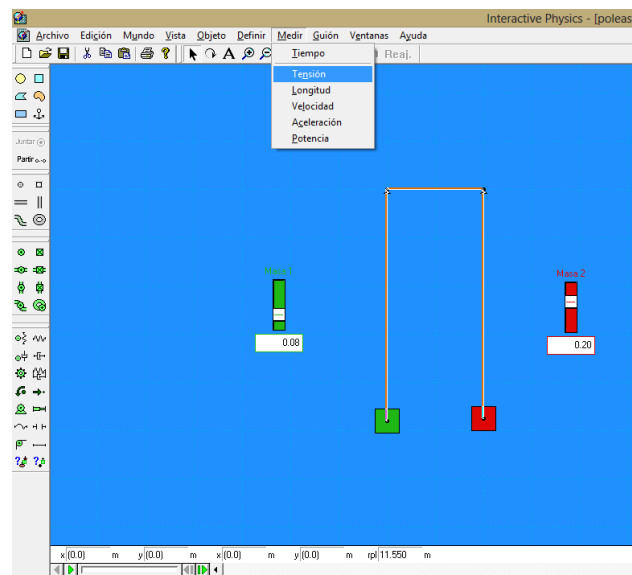 Interactive Physics - [poleas
Archivo Edición Mundo Vista Objeto Definir Medir Guión Ventanas Ayuda
Reaj.
Tiempo
Tensión
Longitud
Velocidad
Aceleración
Potencia
Juntar
Partir
Masa 1
0.08
Masa 2
0.20
x (0.0) m y (0.0) m x (0.0) m y (0.0) m rpl 11.550 m